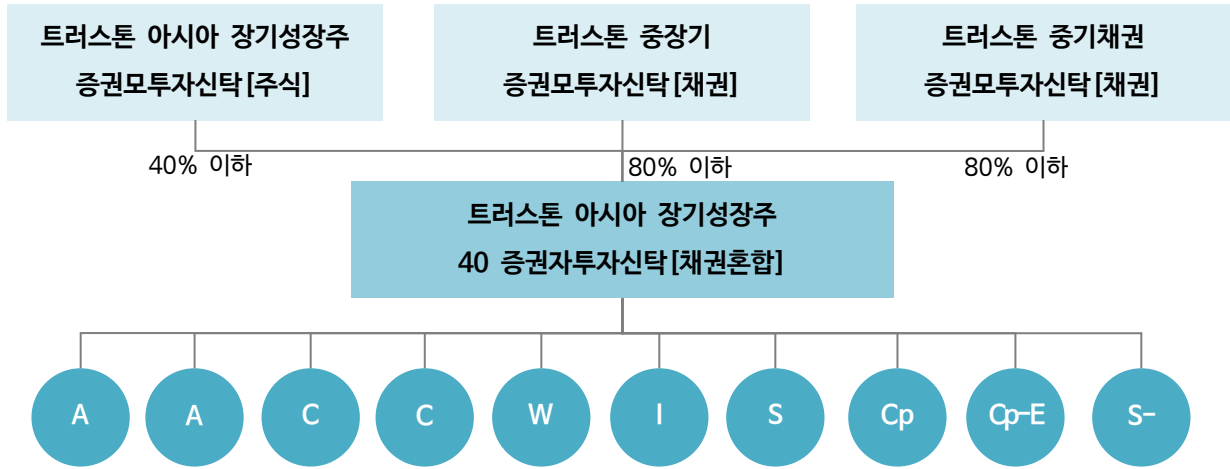 트러스톤 아시아 장기성장주
증권모투자신탁[주식]
트러스톤 중장기
증권모투자신탁[채권]
트러스톤 중기채권
증권모투자신탁[채권]
40% 이하
80% 이하
80% 이하
트러스톤 아시아 장기성장주
40 증권자투자신탁[채권혼합]
A
A
C
C
W
I
S
Cp
Cp-E
S-